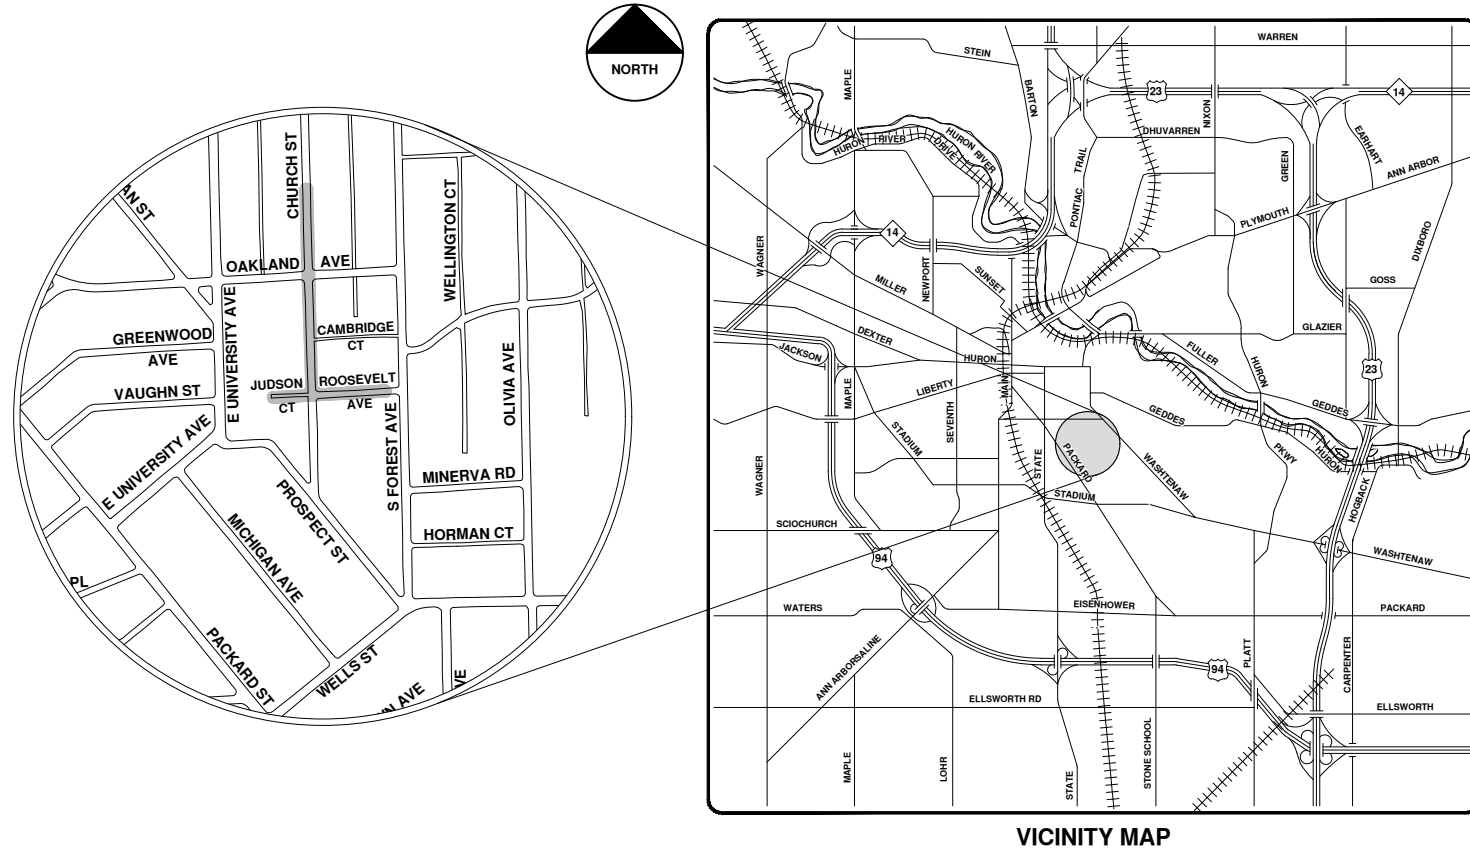 NORTH
CHURCH ST
AN ST
WELLINGTON CT
OAKLAND AVE
E UNIVERSITY AVE
GREENWOOD
AVE
CAMBRIDGE
CT
OLIVIA AVE
VAUGHN ST
JUDSON
CT
ROOSEVELT
AVE
S FOREST AVE
E UNIVERSITY AVE
MINERVA RD
PROSPECT ST
HORMAN CT
MICHIGAN AVE
PL
PACKARD ST
WELLS ST
N AVE
VE
WARREN
STEIN
MAPLE
BARTON
23
14
NIXON
DHUVARREN
EARHART
HURON RIVER
DRIVE
HURON RIVER
TRAIL
PONTIAC
GREEN
ANN ARBOR
PLYMOUTH
DIXBORO
WAGNER
14
NEWPORT
SUNSET
MILLER
GOSS
DEXTER
GLAZIER
JACKSON
HURON
FULLER
HURON
PKWY
23
MAPLE
LIBERTY
MAIN
SEVENTH
GEDDES
GEDDES
STADIUM
STATE
PACKARD
WASHTENAW
HURON
WAGNER
STADIUM
HOGBACK
SCIOCHURCH
94
WASHTENAW
WATERS
EISENHOWER
PACKARD
ANN ARBORSALINE
PLATT
CARPENTER
94
ELLSWORTH RD
ELLSWORTH
MAPLE
LOHR
STATE
STONE SCHOOL
VICINITY MAP